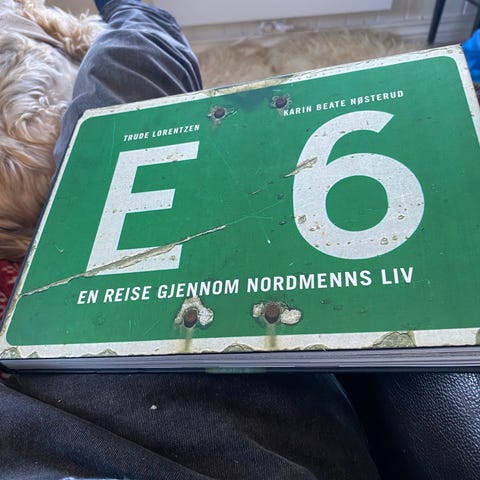 TRUDE LORENTZEN
KARIN BEATE NØSTERUD
E 6
EN REISE GJENNOM NORDMENNS LIV